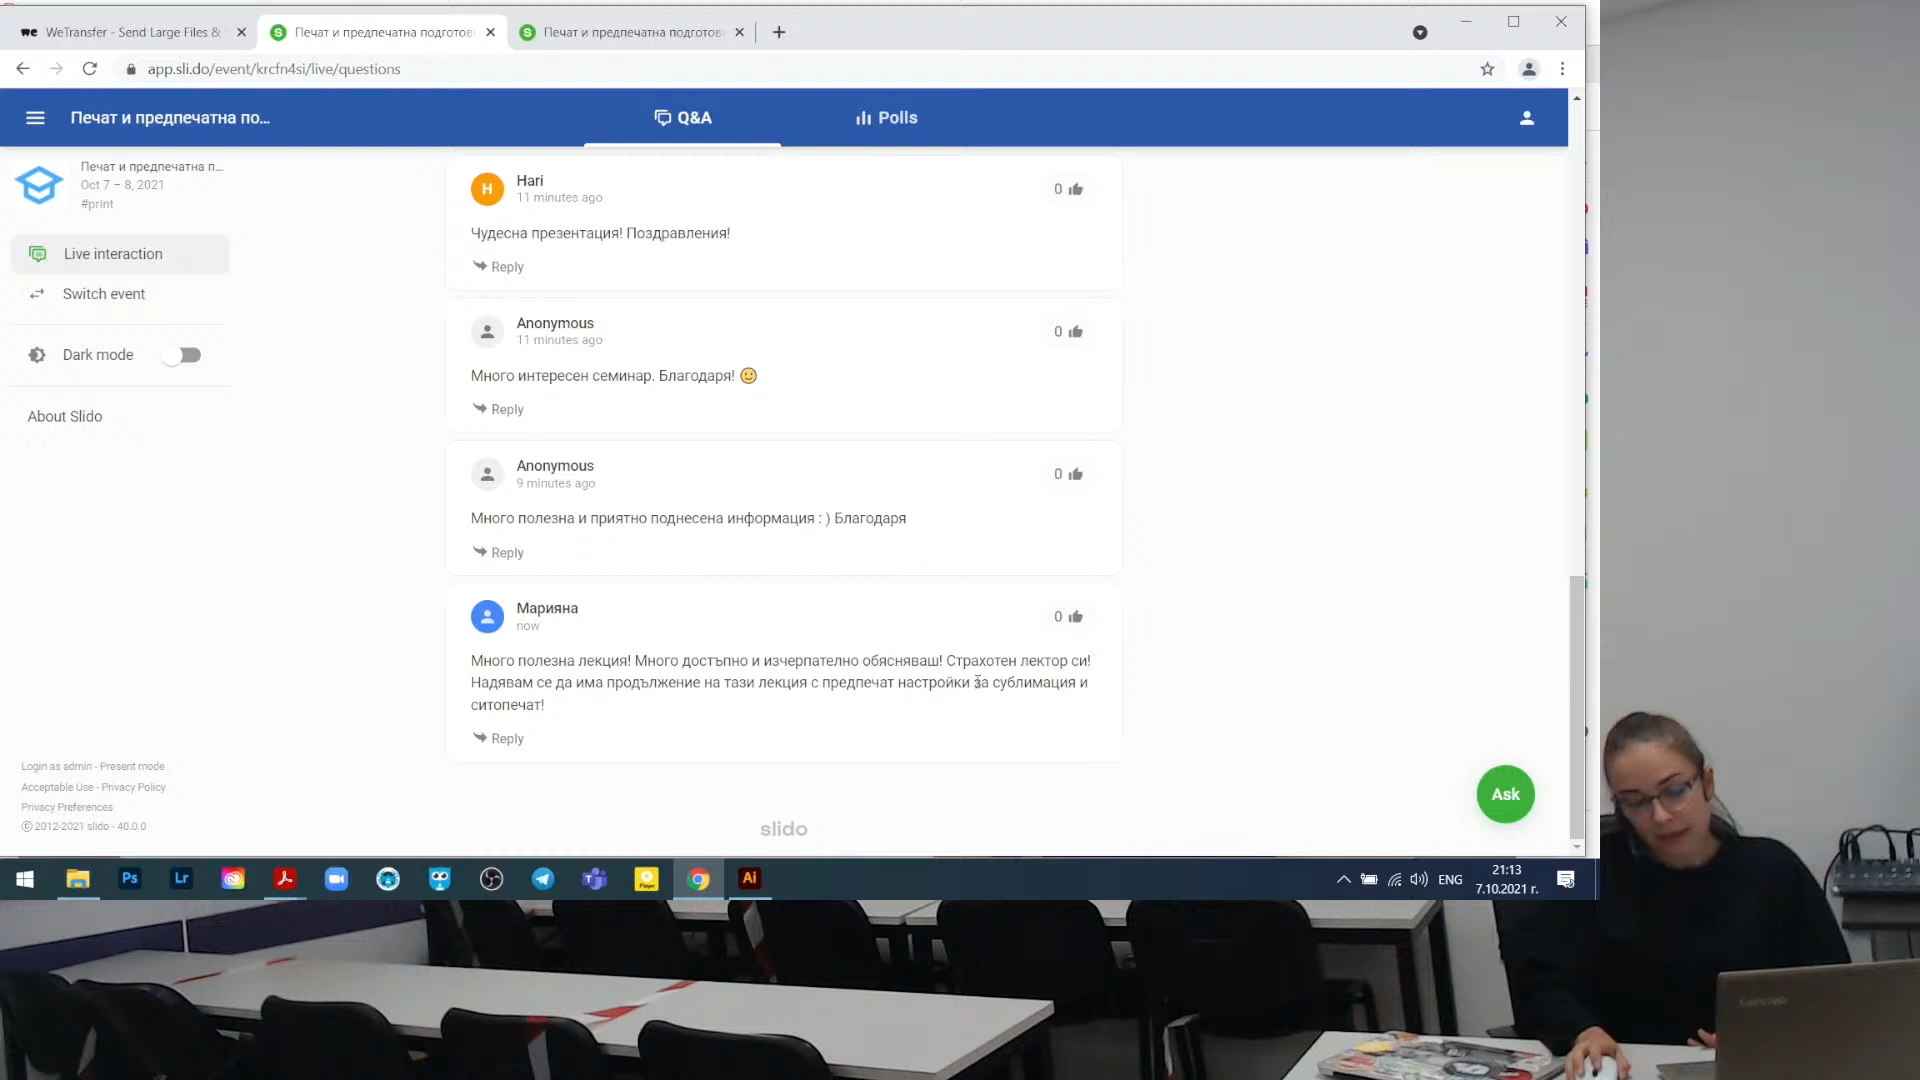 WeTransfer - Send Large Files &
Печат и предпечатна подготов
Печат и предпечатна подготов
app.sli.do/event/krcfn4si/live/questions
Печат и предпечатна по...
Q&A
Polls
Печат и предпечатна п...
Oct 7 – 8, 2021
#print
Live interaction
Switch event
Dark mode
About Slido
Login as admin - Present mode
Acceptable Use - Privacy Policy
Privacy Preferences
© 2012-2021 slido - 40.0.0
H
Hari
11 minutes ago
0
Чудесна презентация! Поздравления!
Reply
Anonymous
11 minutes ago
0
Много интересен семинар. Благодаря!
Reply
Anonymous
9 minutes ago
0
Много полезна и приятно поднесена информация : ) Благодаря
Reply
Марияна
now
0
Много полезна лекция! Много достъпно и изчерпателно обясняваш! Страхотен лектор си!
Надявам се да има продължение на тази лекция с предпечат настройки за сублимация и
ситопечат!
Reply
Ask
slido
Ps
Lr
Player
Ai
ENG
21:13
7.10.2021 г.
Lenovo